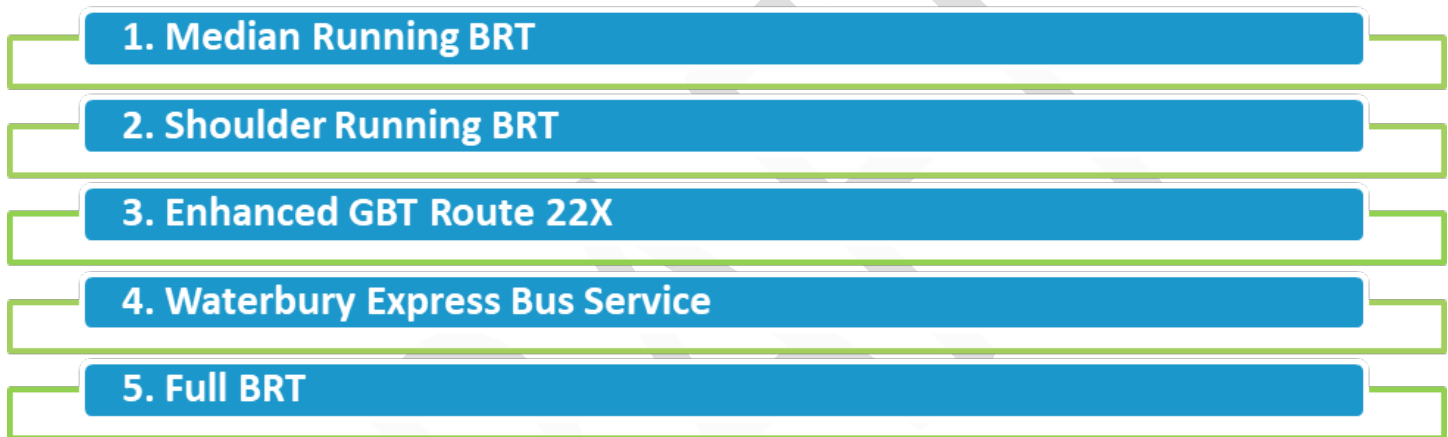 1. Median Running BRT
2. Shoulder Running BRT
3. Enhanced GBT Route 22X
4. Waterbury Express Bus Service
5. Full BRT